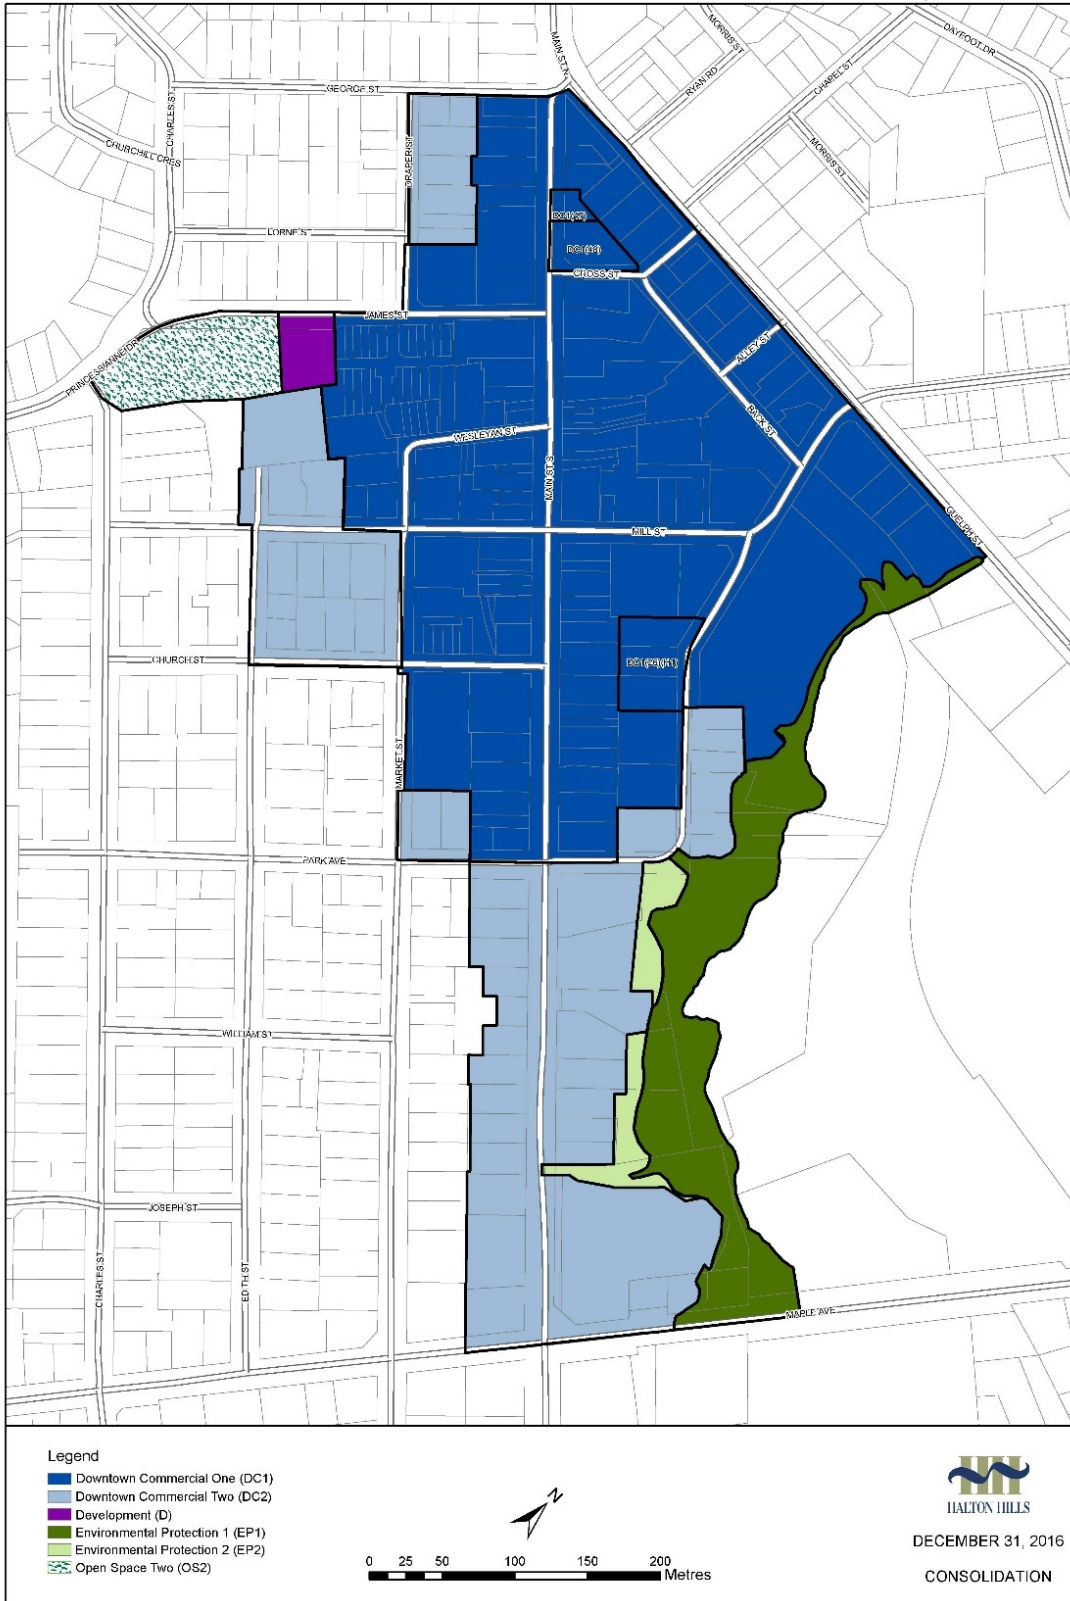 MAIN ST N
MORRIS ST
DAYFOOT DR
RYAN RD
CHAPEL ST
GEORGE ST
CHARLES ST
CHURCHILL CRES
DRAPER ST
MORRIS ST
LORNE ST
DC1(48)
CROSS ST
JAMES ST
PRINCESS ANNE DR
ALLEY ST
BACK ST
WESLEYAN ST
MAIN ST S
GUELPH ST
MILL ST
CHURCH ST
MARKET ST
PARK AVE
WILLIAM ST
JOSEPH ST
CHARLES ST
EDITH ST
MAPLE AVE
Legend
Downtown Commercial One (DC1)
Downtown Commercial Two (DC2)
Development (D)
Environmental Protection 1 (EP1)
Environmental Protection 2 (EP2)
Open Space Two (OS2)
N
0 25 50 100 150 200
Metres
HALTON HILLS
DECEMBER 31, 2016
CONSOLIDATION